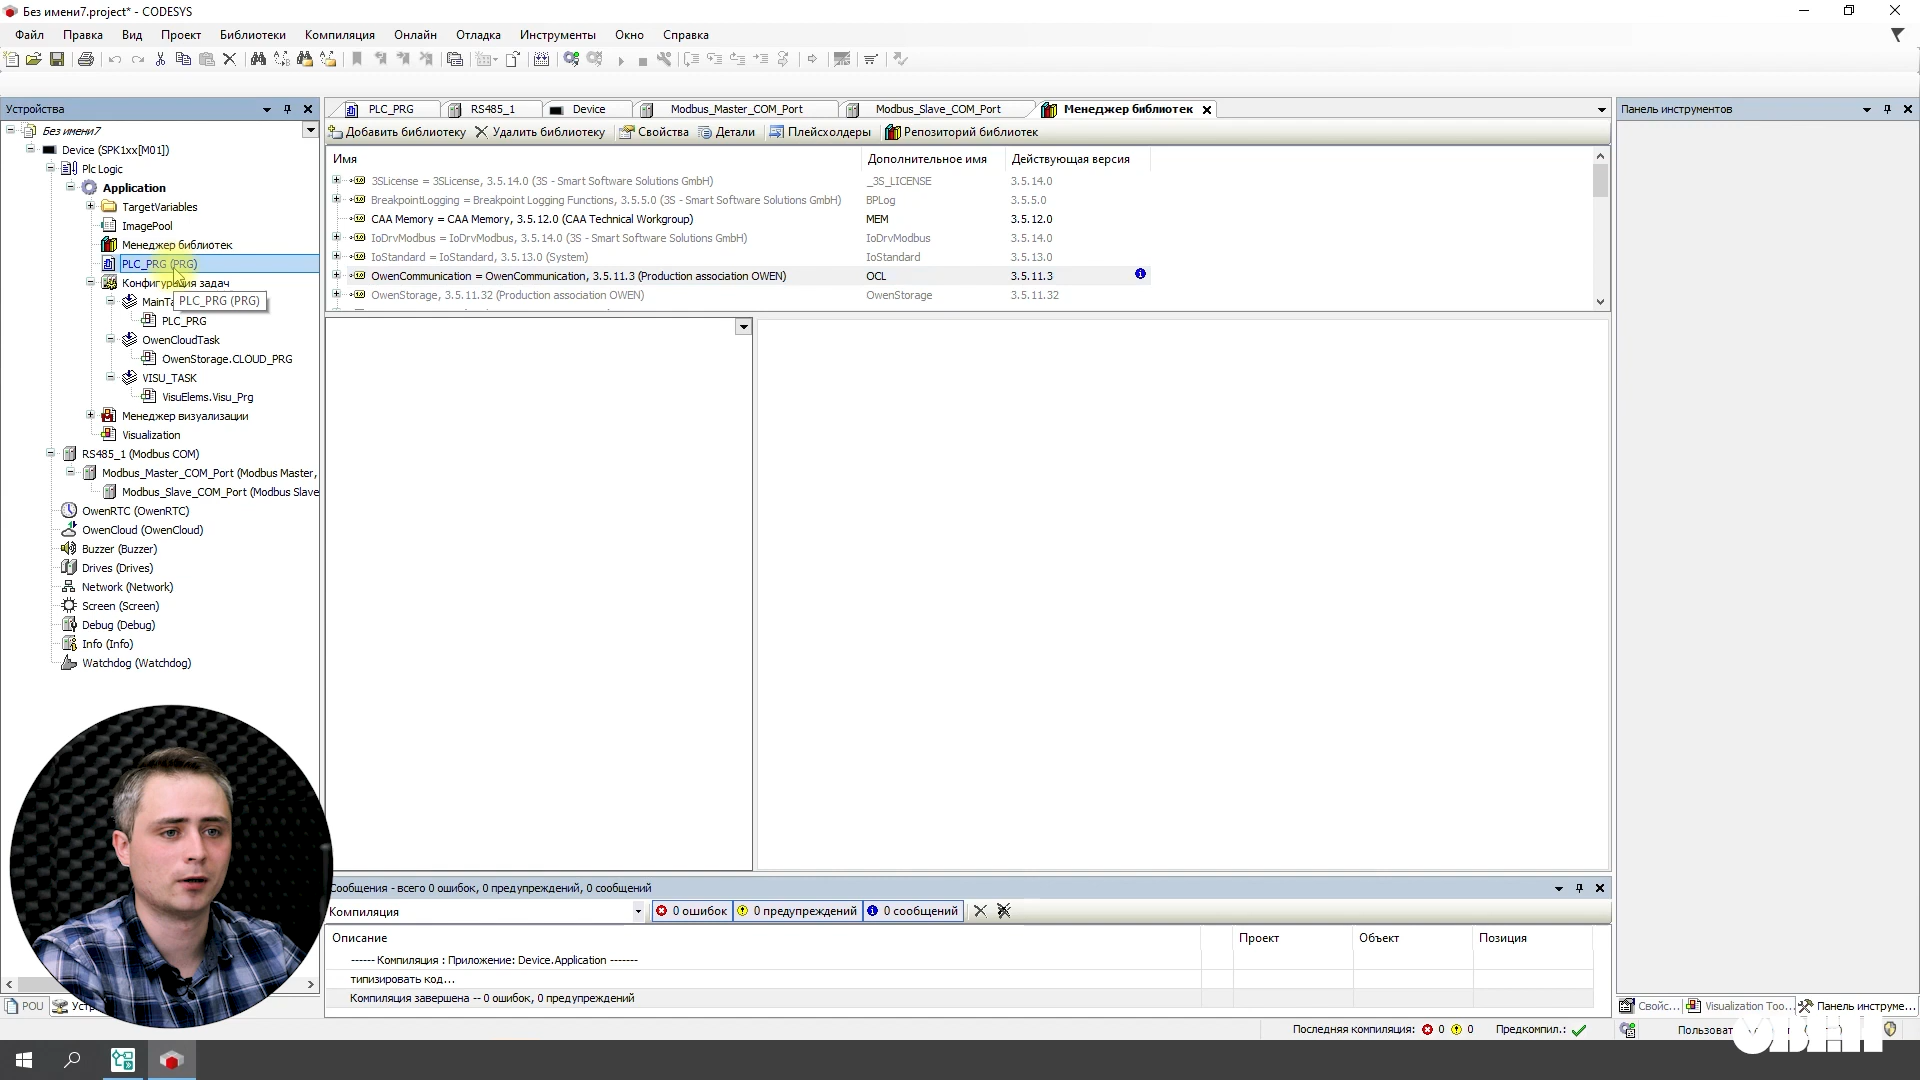 Без имени7.project* - CODESYS
Файл Правка Вид Проект Библиотеки Компиляция Онлайн Отладка Инструменты Окно Справка
Устройства
Без имени7
Device (SPK1xx[M01])
Plc Logic
Application
TargetVariables
ImagePool
Менеджер библиотек
PLC_PRG (PRG)
Конфигурация задач
PLC_PRG (PRG)
PLC_PRG
OwenCloudTask
OwenStorage.CLOUD_PRG
VISU_TASK
VisuElems.Visu_Prg
Менеджер визуализации
Visualization
RS485_1 (Modbus COM)
Modbus_Master_COM_Port (Modbus Master,
Modbus_Slave_COM_Port (Modbus Slave
OwenRTC (OwenRTC)
OwenCloud (OwenCloud)
Buzzer (Buzzer)
Drives (Drives)
Network (Network)
Screen (Screen)
Debug (Debug)
Info (Info)
Watchdog (Watchdog)
POU
PLC_PRG RS485_1 Device Modbus_Master_COM_Port Modbus_Slave_COM_Port Менеджер библиотек
Добавить библиотеку Удалить библиотеку Свойства Детали Плейсхолдеры Репозиторий библиотек
Имя Дополнительное имя Действующая версия
3SLicense = 3SLicense, 3.5.14.0 (3S - Smart Software Solutions GmbH) _3S_LICENSE 3.5.14.0
BreakpointLogging = Breakpoint Logging Functions, 3.5.5.0 (3S - Smart Software Solutions GmbH) BPLog 3.5.5.0
CAA Memory = CAA Memory, 3.5.12.0 (CAA Technical Workgroup) MEM 3.5.12.0
IoDrvModbus = IoDrvModbus, 3.5.14.0 (3S - Smart Software Solutions GmbH) IoDrvModbus 3.5.14.0
IoStandard = IoStandard, 3.5.13.0 (System) IoStandard 3.5.13.0
OwenCommunication = OwenCommunication, 3.5.11.3 (Production association OWEN) OCL 3.5.11.3
OwenStorage, 3.5.11.32 (Production association OWEN) OwenStorage 3.5.11.32
Сообщения - всего 0 ошибок, 0 предупреждений, 0 сообщений
Компиляция 0 ошибок 0 предупреждений 0 сообщений
Описание Проект Объект Позиция
------ Компиляция : Приложение: Device.Application -------
типизировать код...
Компиляция завершена -- 0 ошибок, 0 предупреждений
Панель инструментов
Свойс... Visualization Too... Панель инструме...
Последняя компиляция: 0 0 Предкомпил.:
ОВЕН